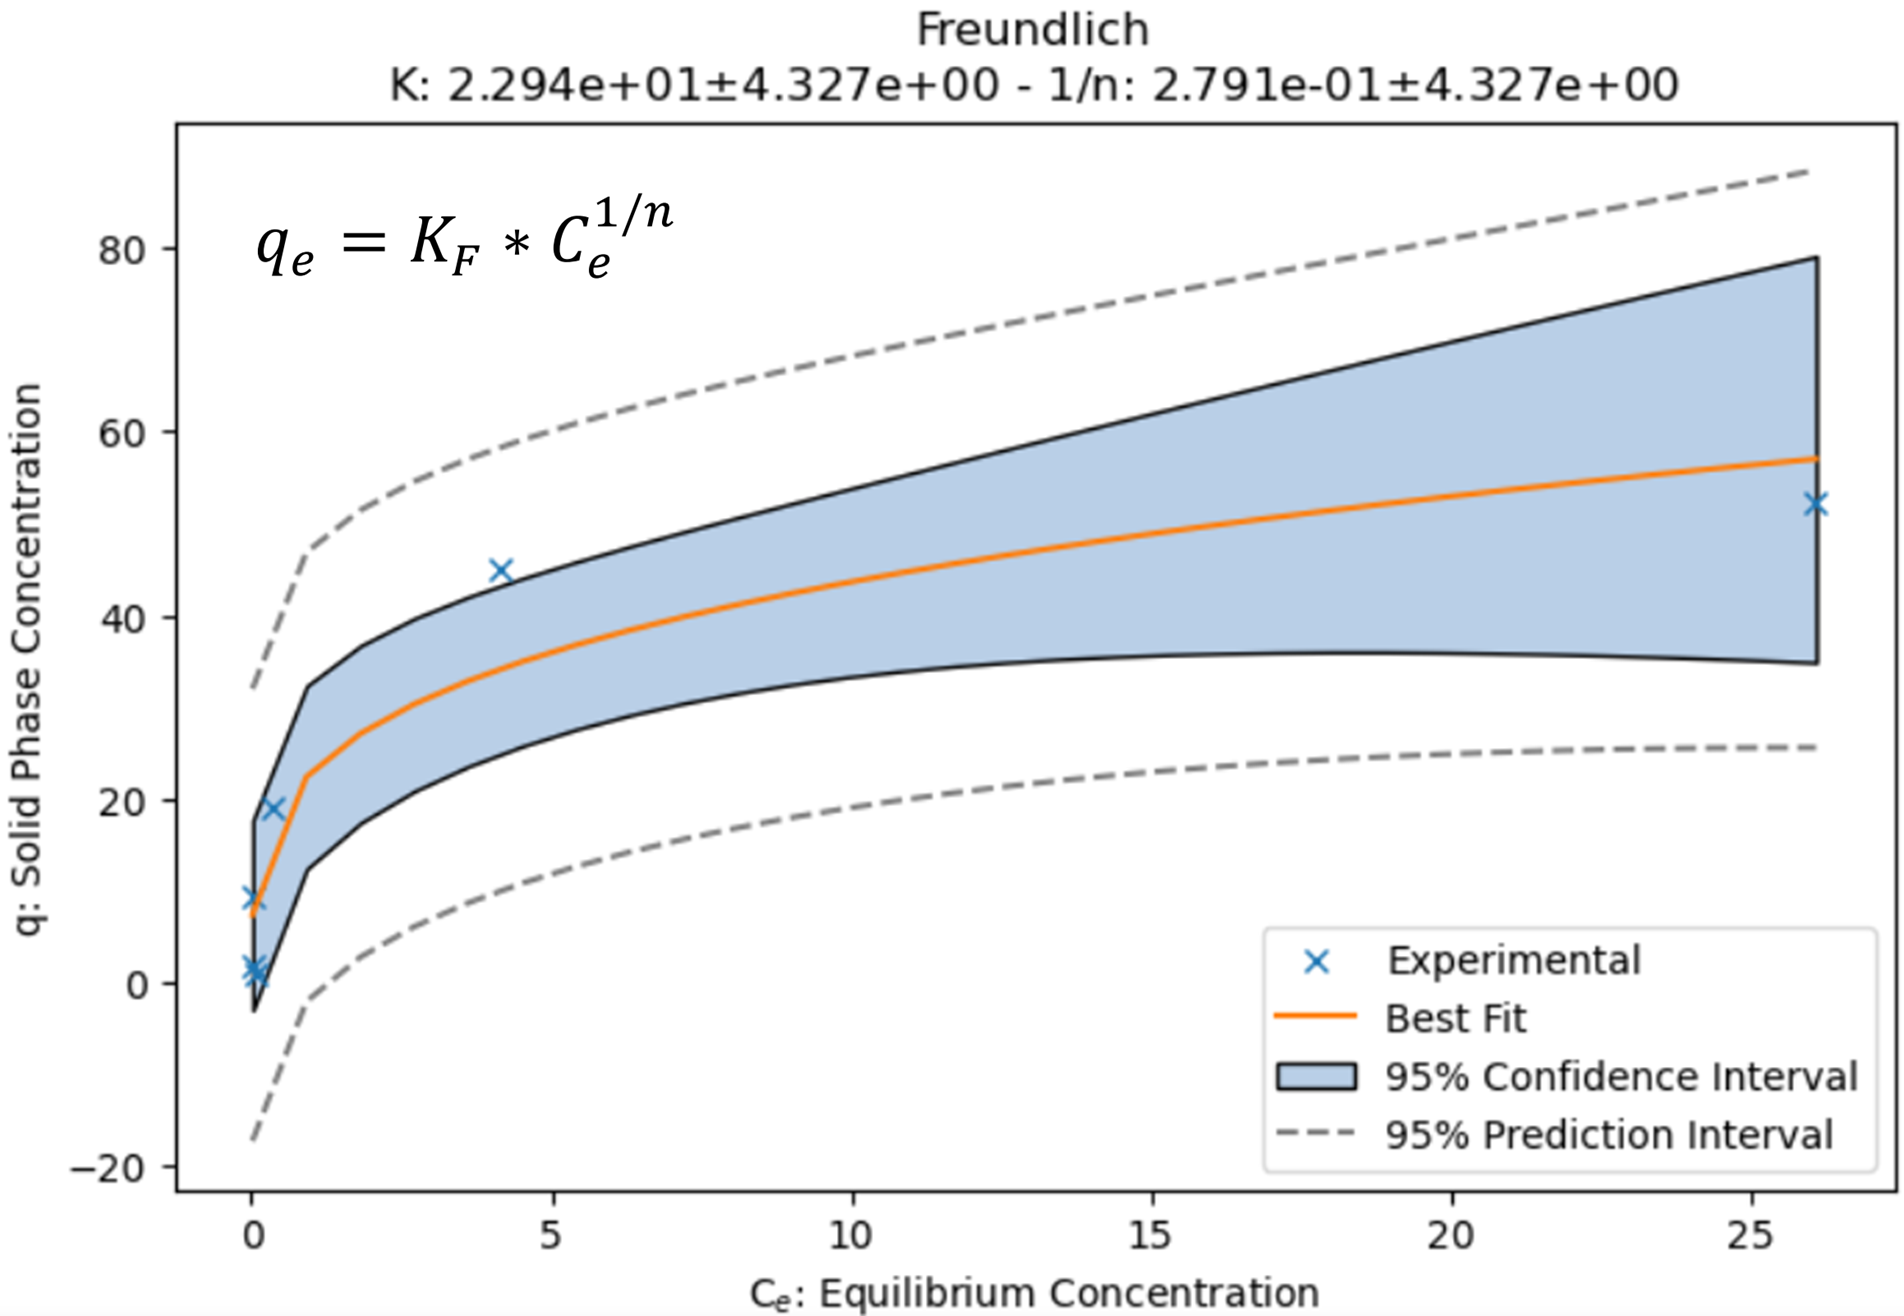 Freundlich
K: 2.294e+01±4.327e+00 - 1/n: 2.791e-01±4.327e+00
q_e = K_F * C_e^{1/n}
q: Solid Phase Concentration
80
60
40
20
0
−20
Experimental
Best Fit
95% Confidence Interval
95% Prediction Interval
0 5 10 15 20 25
C_e: Equilibrium Concentration